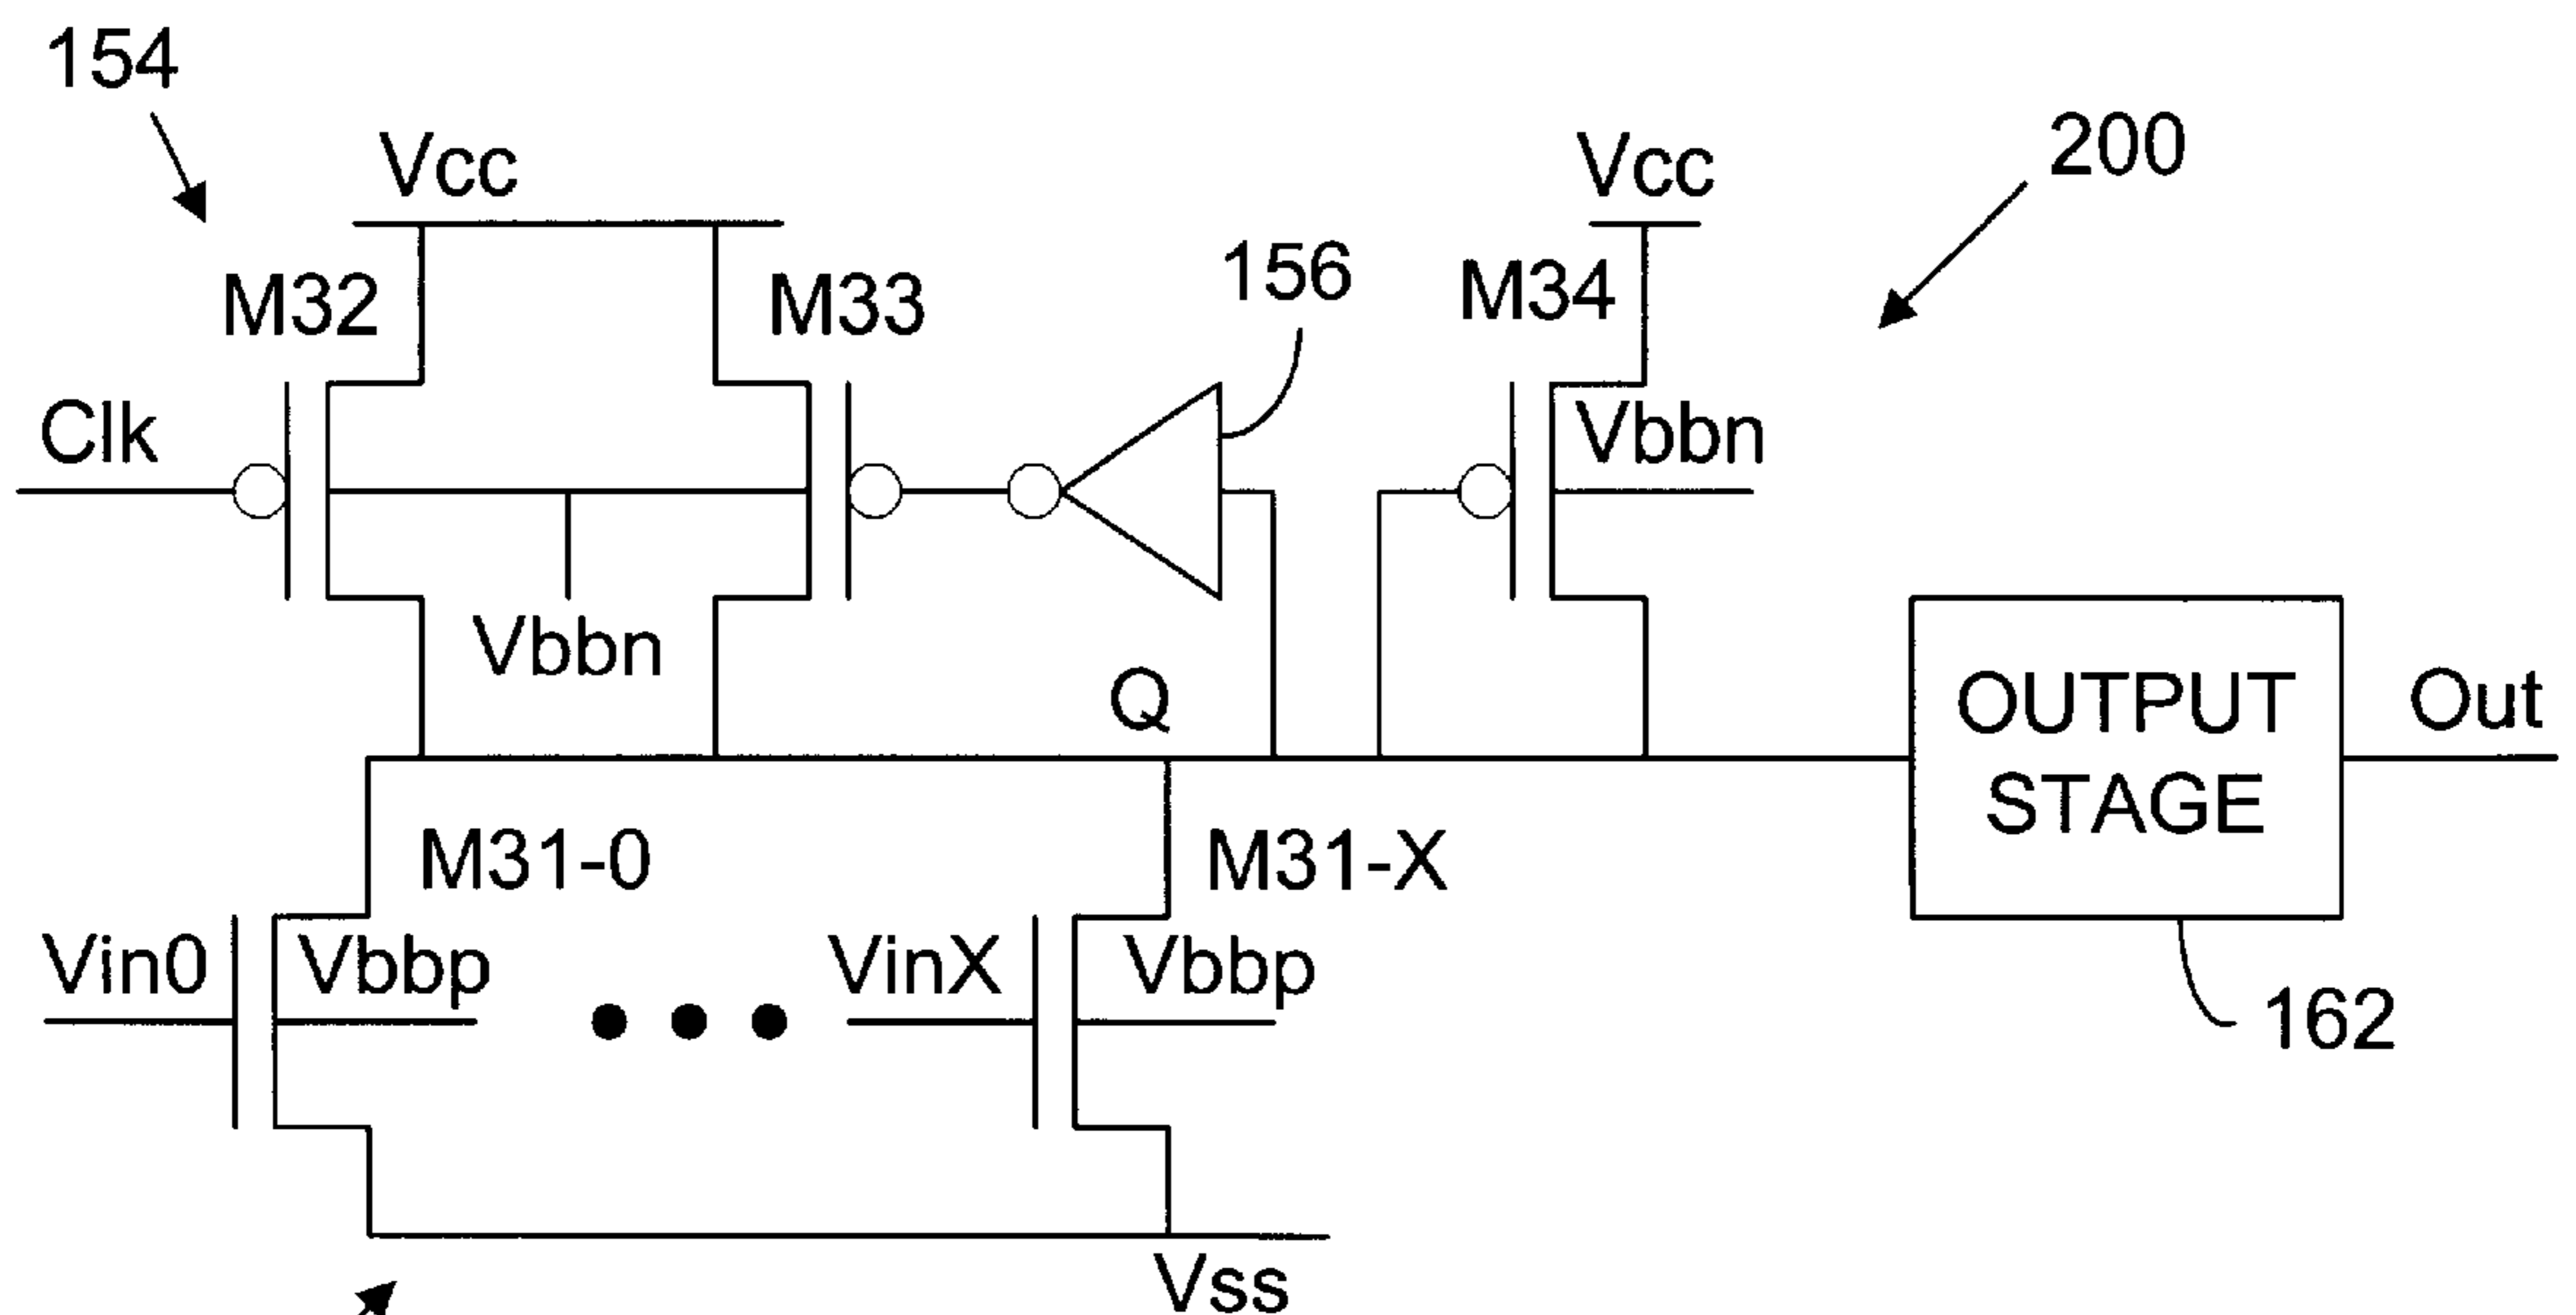 154
Vcc
Vcc
200
156
M32
M33
M34
Clk
Vbbn
Vbbn
Q
OUTPUT
STAGE
Out
M31-0
M31-X
Vin0
Vbbp
VinX
Vbbp
162
Vss